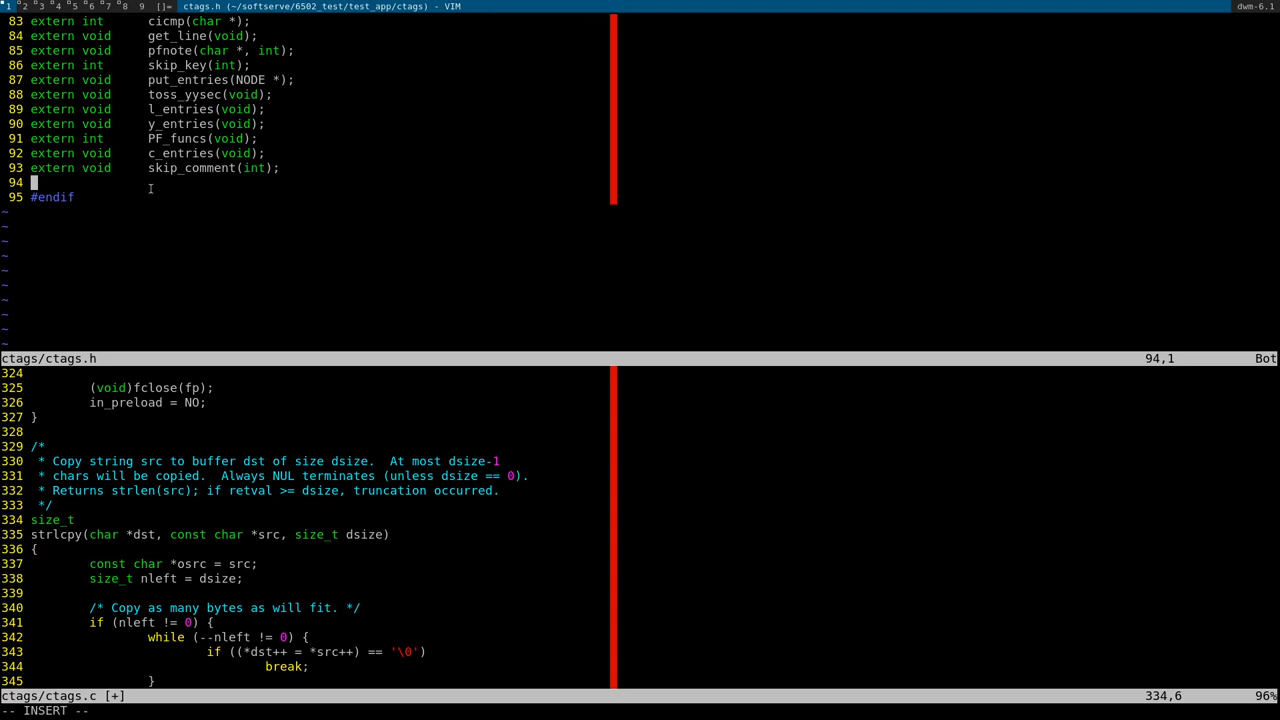 1 2 3 4 5 6 7 8 9 []= ctags.h (~/softserve/6502_test/test_app/ctags) - VIM dwm-6.1
83 extern int      cicmp(char *);
84 extern void     get_line(void);
85 extern void     pfnote(char *, int);
86 extern int      skip_key(int);
87 extern void     put_entries(NODE *);
88 extern void     toss_yysec(void);
89 extern void     l_entries(void);
90 extern void     y_entries(void);
91 extern int      PF_funcs(void);
92 extern void     c_entries(void);
93 extern void     skip_comment(int);
94
95 #endif
~
~
~
~
~
~
~
~
~
~
ctags/ctags.h 94,1 Bot
324
325         (void)fclose(fp);
326         in_preload = NO;
327 }
328
329 /*
330  * Copy string src to buffer dst of size dsize.  At most dsize-1
331  * chars will be copied.  Always NUL terminates (unless dsize == 0).
332  * Returns strlen(src); if retval >= dsize, truncation occurred.
333  */
334 size_t
335 strlcpy(char *dst, const char *src, size_t dsize)
336 {
337         const char *osrc = src;
338         size_t nleft = dsize;
339
340         /* Copy as many bytes as will fit. */
341         if (nleft != 0) {
342                 while (--nleft != 0) {
343                         if ((*dst++ = *src++) == '\0')
344                                 break;
345                 }
ctags/ctags.c [+] 334,6 96%
-- INSERT --